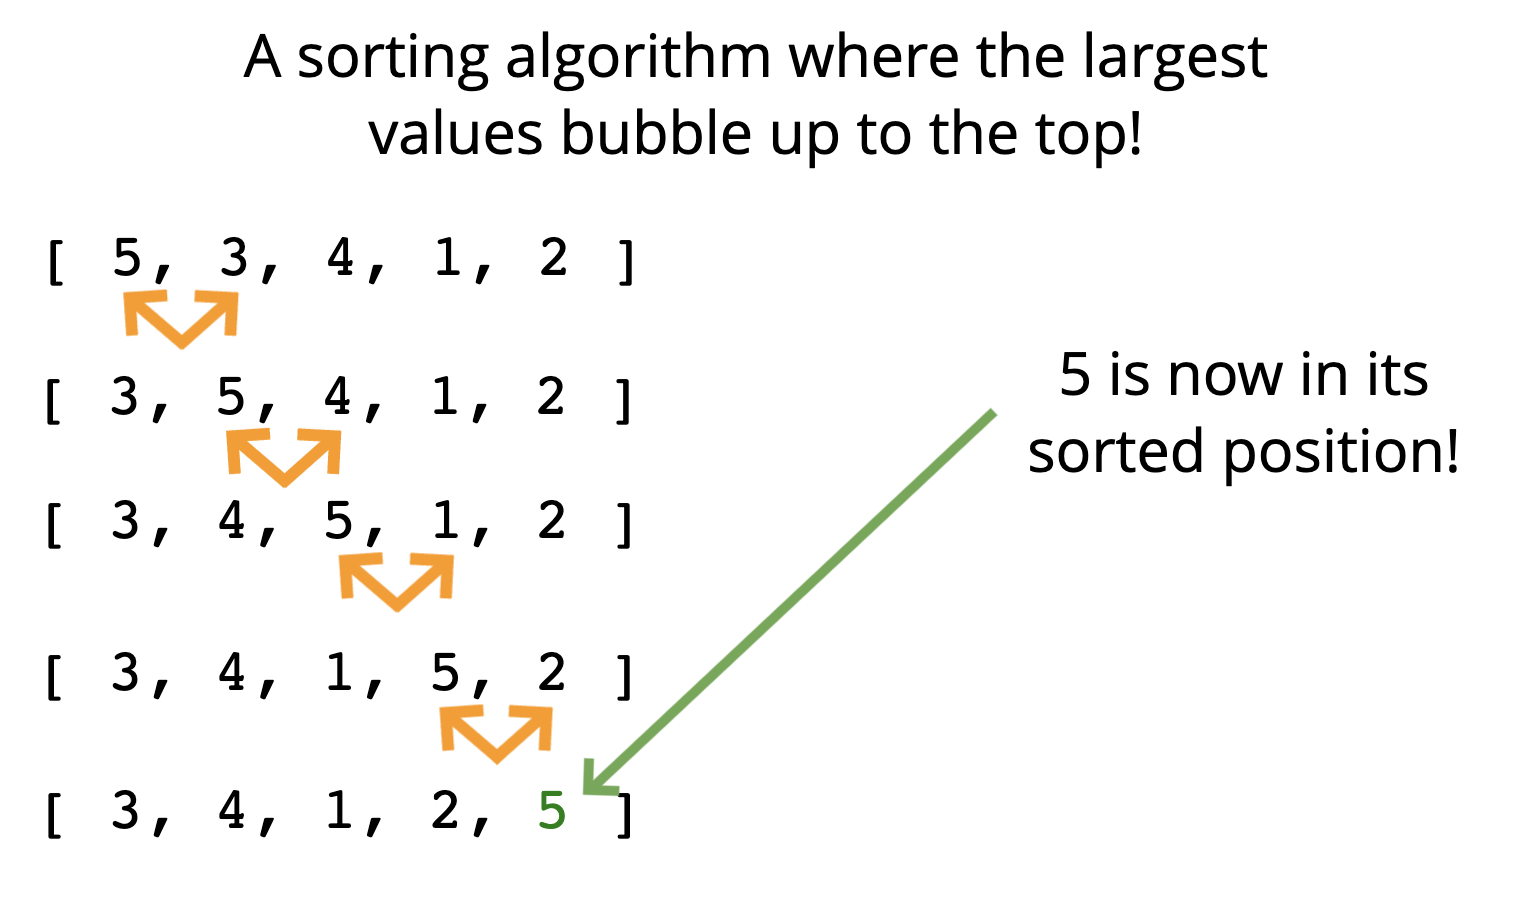 A sorting algorithm where the largest
values bubble up to the top!
[ 5, 3, 4, 1, 2 ]
[ 3, 5, 4, 1, 2 ]
[ 3, 4, 5, 1, 2 ]
[ 3, 4, 1, 5, 2 ]
[ 3, 4, 1, 2, 5 ]
5 is now in its
sorted position!